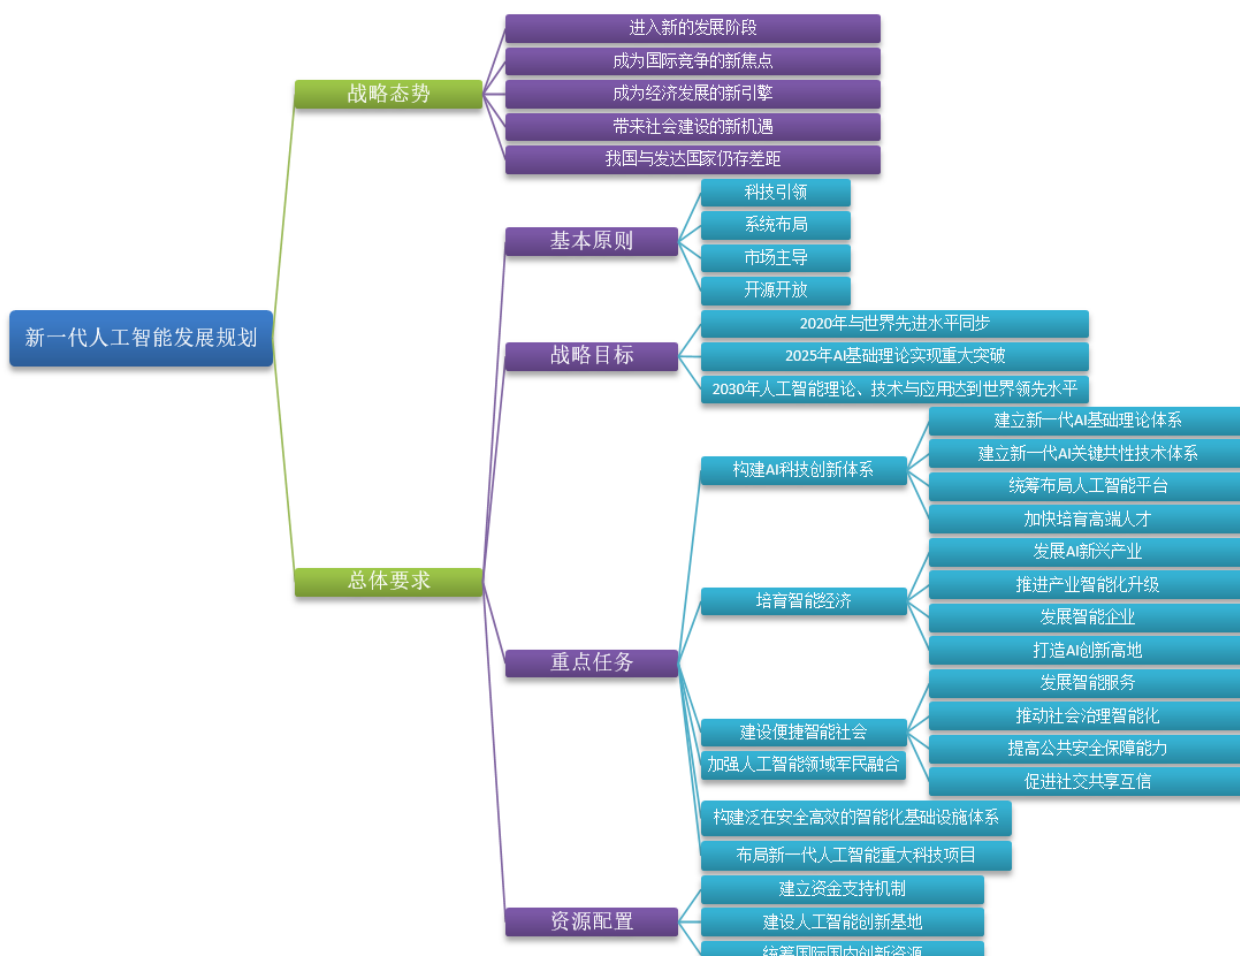 新一代人工智能发展规划
战略态势
进入新的发展阶段
成为国际竞争的新焦点
成为经济发展的新引擎
带来社会建设的新机遇
我国与发达国家仍存差距
总体要求
基本原则
科技引领
系统布局
市场主导
开源开放
战略目标
2020年与世界先进水平同步
2025年AI基础理论实现重大突破
2030年人工智能理论、技术与应用达到世界领先水平
重点任务
构建AI科技创新体系
建立新一代AI基础理论体系
建立新一代AI关键共性技术体系
统筹布局人工智能平台
加快培育高端人才
培育智能经济
发展AI新兴产业
推进产业智能化升级
发展智能企业
打造AI创新高地
建设便捷智能社会
发展智能服务
推动社会治理智能化
提高公共安全保障能力
促进社交共享互信
加强人工智能领域军民融合
构建泛在安全高效的智能化基础设施体系
布局新一代人工智能重大科技项目
资源配置
建立资金支持机制
建设人工智能创新基地
统筹国际国内创新资源